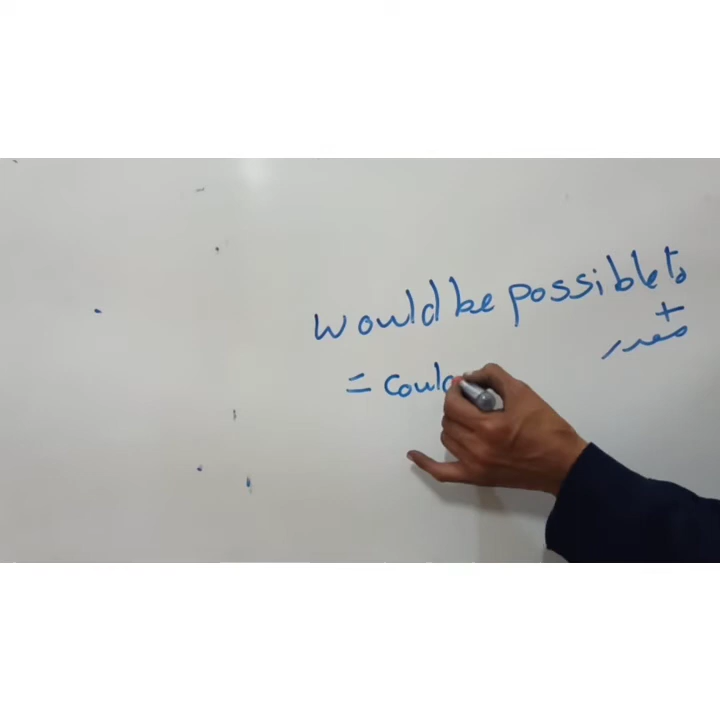 would be possible to
+
مصدر
= could